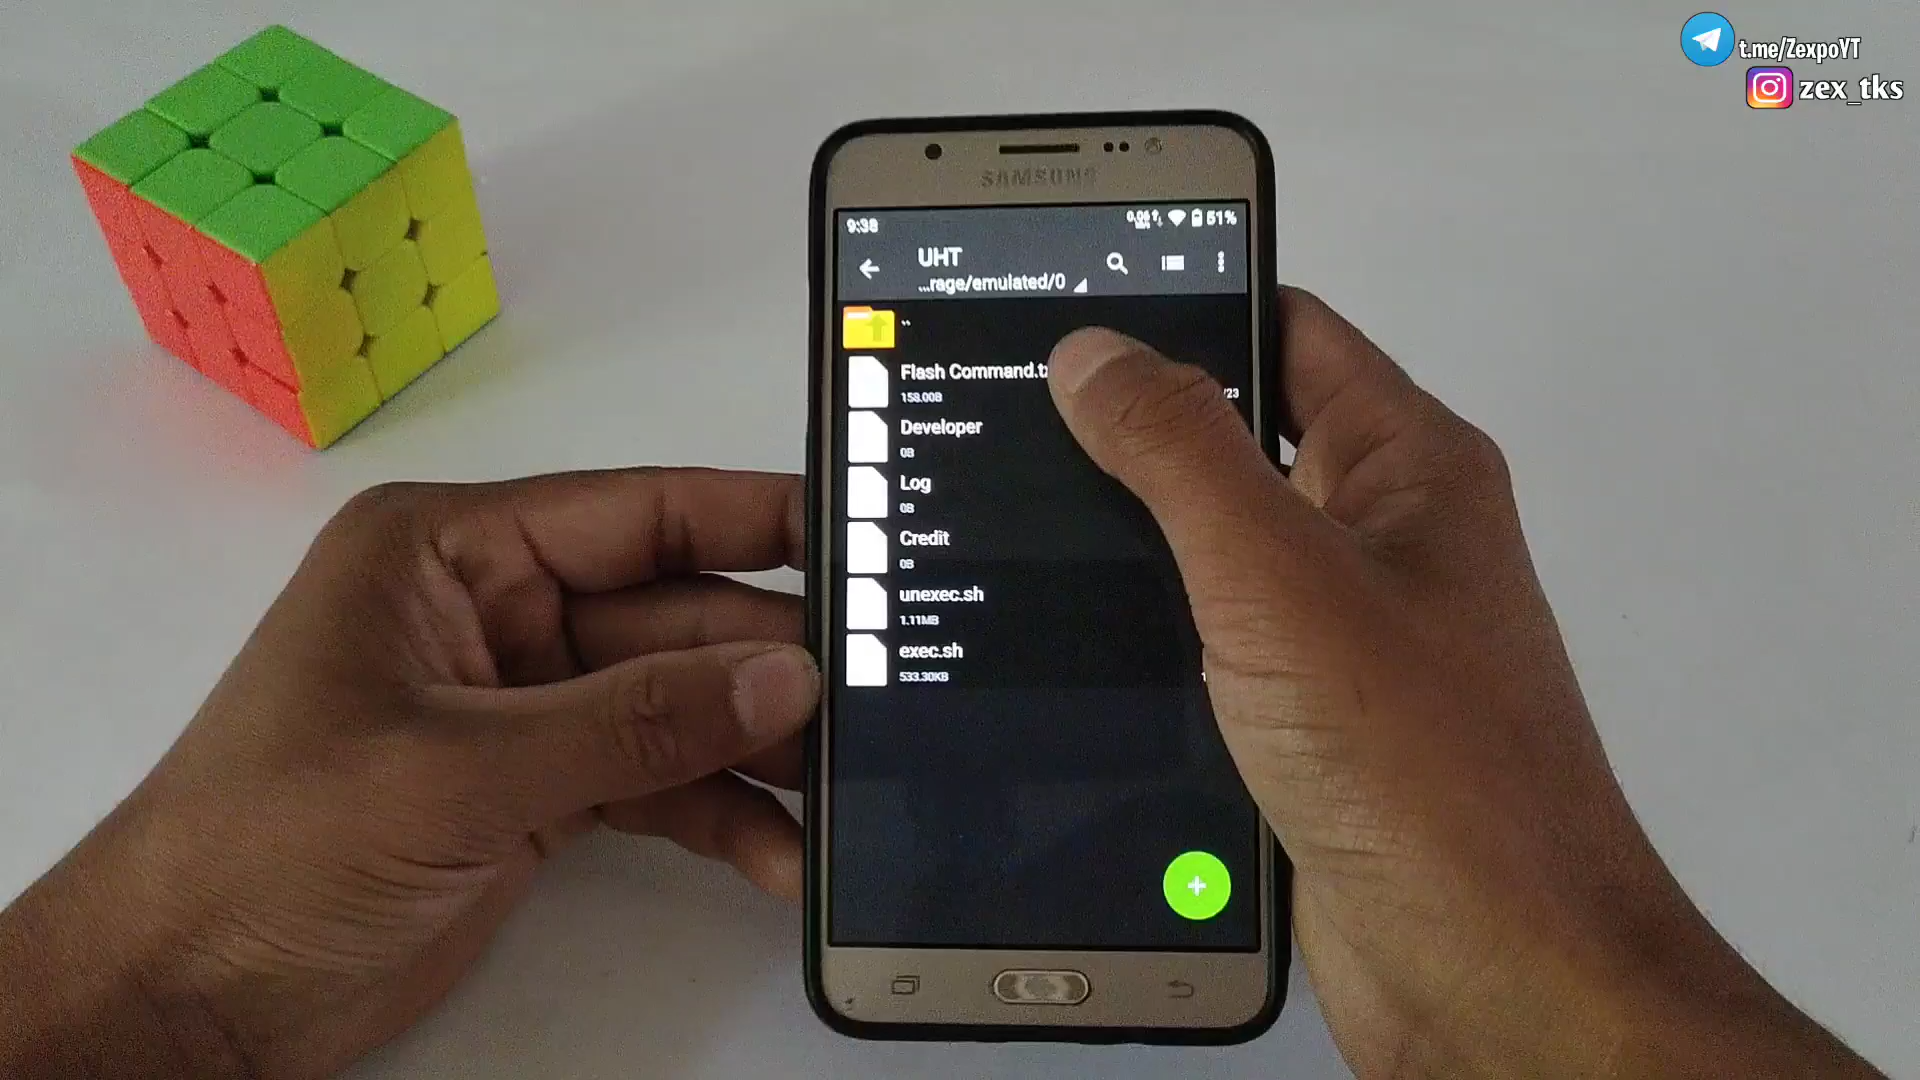 t.me/ZexpoYT
zex_tks
SAMSUNG
9:38
51%
UHT
...rage/emulated/0
..
Flash Command.t
158.00B
/23
Developer
0B
Log
0B
Credit
0B
unexec.sh
1.11MB
exec.sh
533.30KB